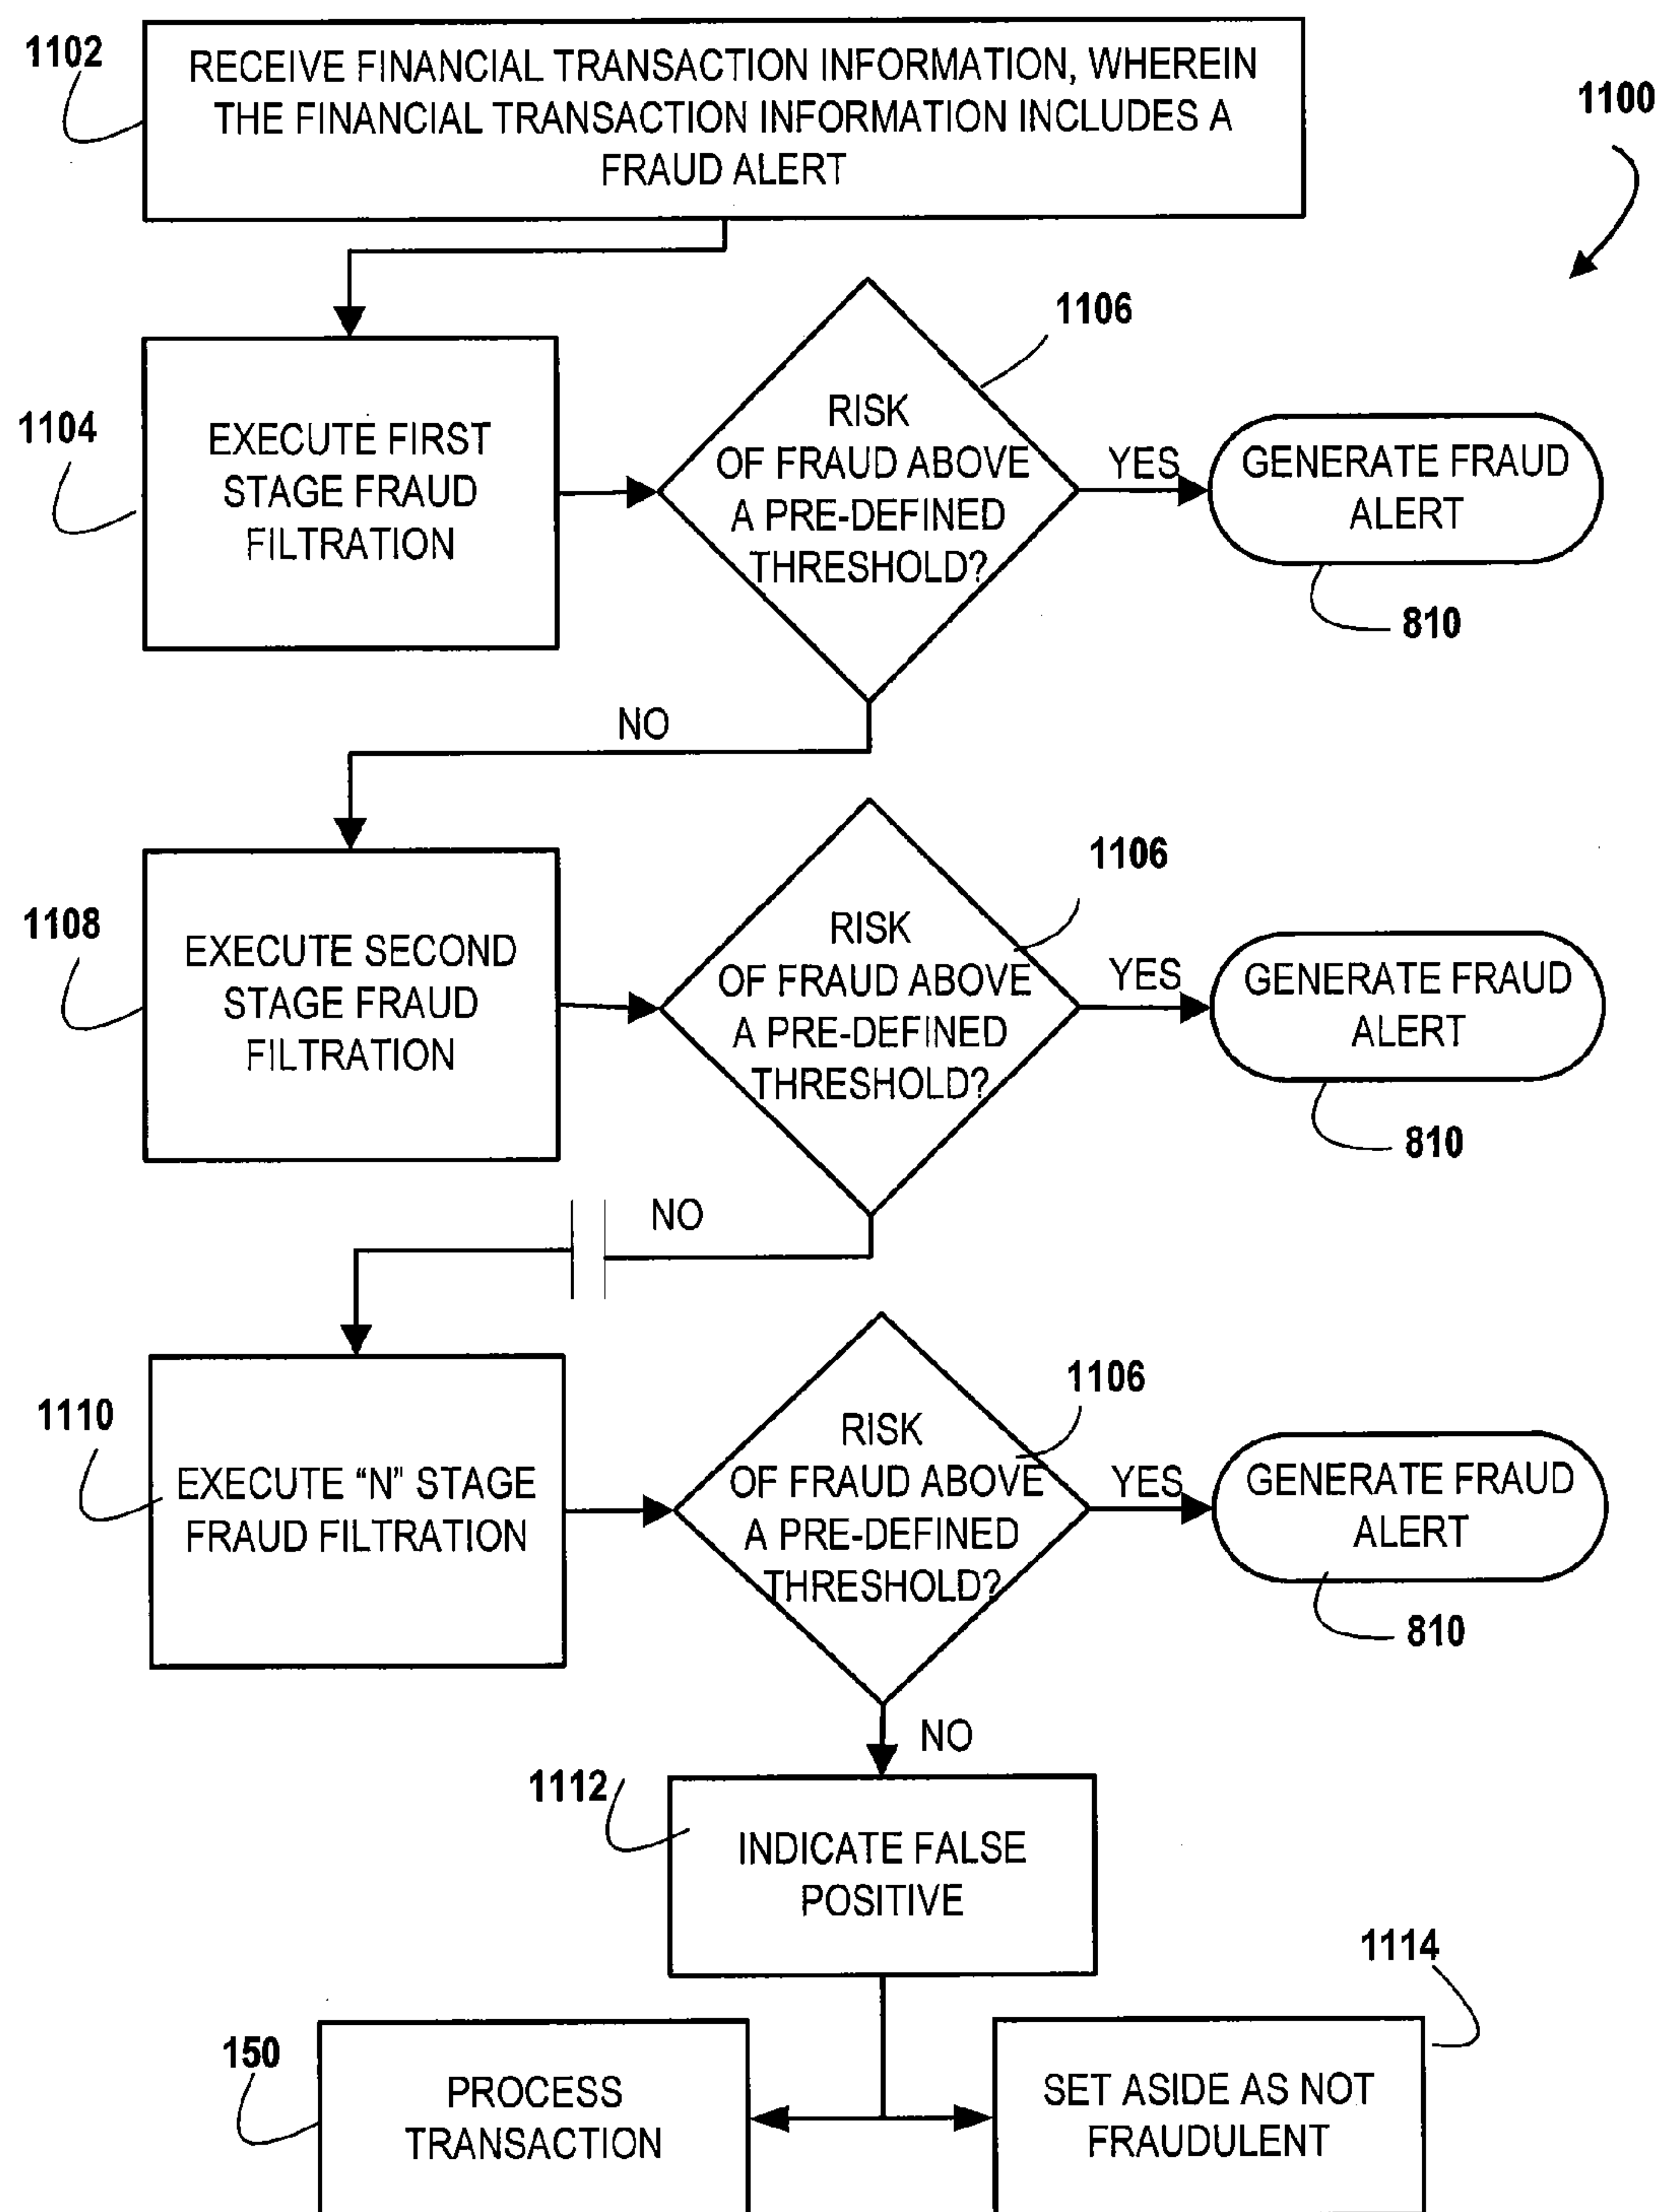 1102
RECEIVE FINANCIAL TRANSACTION INFORMATION, WHEREIN
THE FINANCIAL TRANSACTION INFORMATION INCLUDES A
FRAUD ALERT
1100
1104
EXECUTE FIRST
STAGE FRAUD
FILTRATION
1106
RISK
OF FRAUD ABOVE
A PRE-DEFINED
THRESHOLD?
YES
GENERATE FRAUD
ALERT
810
NO
1108
EXECUTE SECOND
STAGE FRAUD
FILTRATION
1106
RISK
OF FRAUD ABOVE
A PRE-DEFINED
THRESHOLD?
YES
GENERATE FRAUD
ALERT
810
NO
1110
EXECUTE “N” STAGE
FRAUD FILTRATION
1106
RISK
OF FRAUD ABOVE
A PRE-DEFINED
THRESHOLD?
YES
GENERATE FRAUD
ALERT
810
NO
1112
INDICATE FALSE
POSITIVE
150
PROCESS
TRANSACTION
1114
SET ASIDE AS NOT
FRAUDULENT